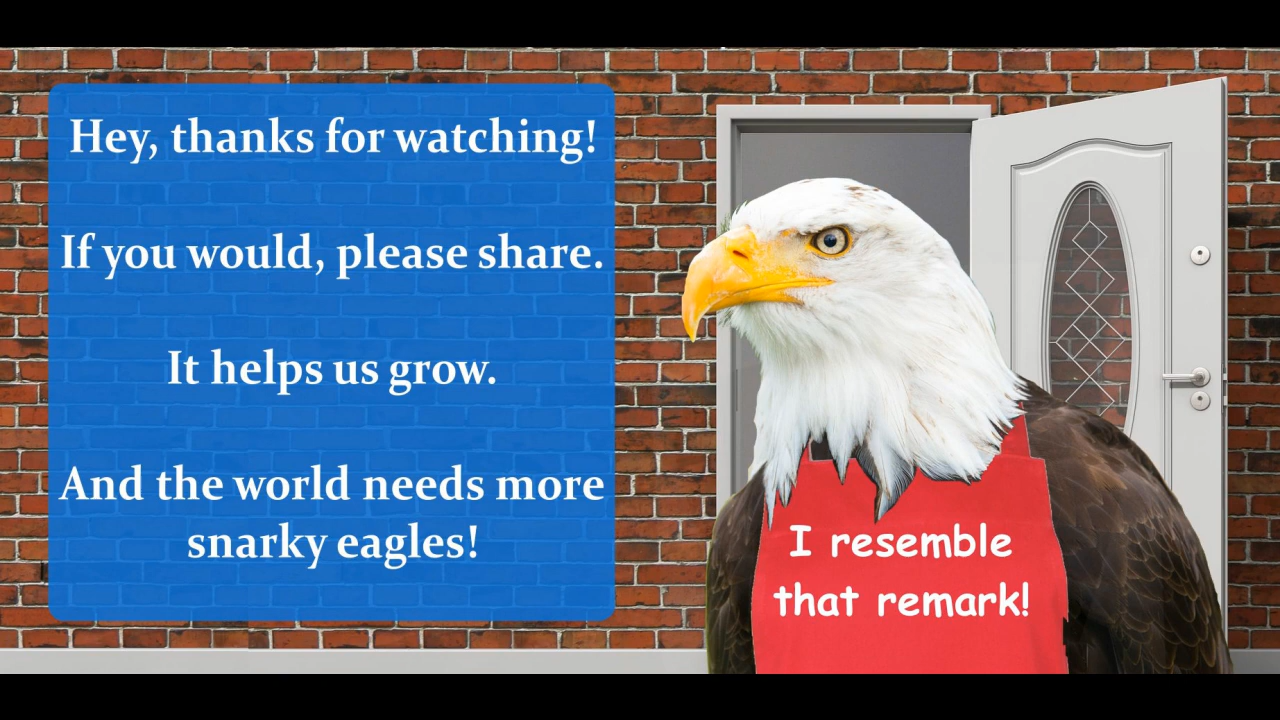 Hey, thanks for watching!
If you would, please share.
It helps us grow.
And the world needs more
snarky eagles!
I resemble
that remark!